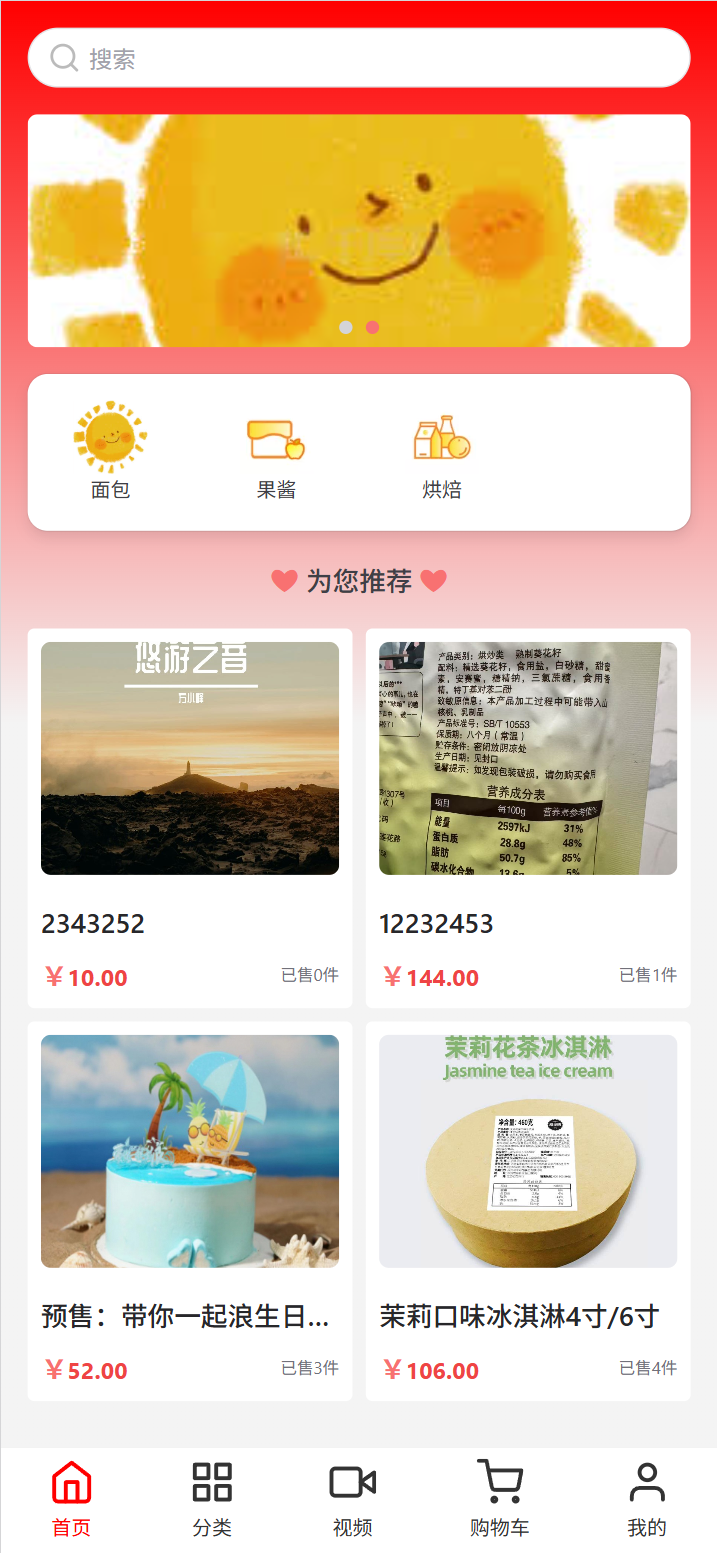 搜索
面包
果酱
烘焙
为您推荐
悠游之音
方小峰
产品类别：烘炒类 熟制葵花籽
配料：精选葵花籽，食用盐，白砂糖，甜蜜
素，安赛蜜，糖精钠，三氯蔗糖，食用香
精，特丁基对苯二酚
致敏原信息：本产品加工过程中可能带入山
核桃、乳制品
产品标准号：SB/T 10553
保质期：八个月（常温）
贮存条件：密闭放阴凉处
生产日期：见封口
温馨提示：如发现包装破损，请勿购买食用
营养成分表
项目 每100g 营养素参考值%
能量 2597kJ 31%
蛋白质 28.8g 48%
脂肪 50.7g 85%
碳水化合物 13.6g 5%
2343252
￥10.00 已售0件
12232453
￥144.00 已售1件
茉莉花茶冰淇淋
Jasmine tea ice cream
净含量: 460克
预售：带你一起浪生日...
￥52.00 已售3件
茉莉口味冰淇淋4寸/6寸
￥106.00 已售4件
首页
分类
视频
购物车
我的